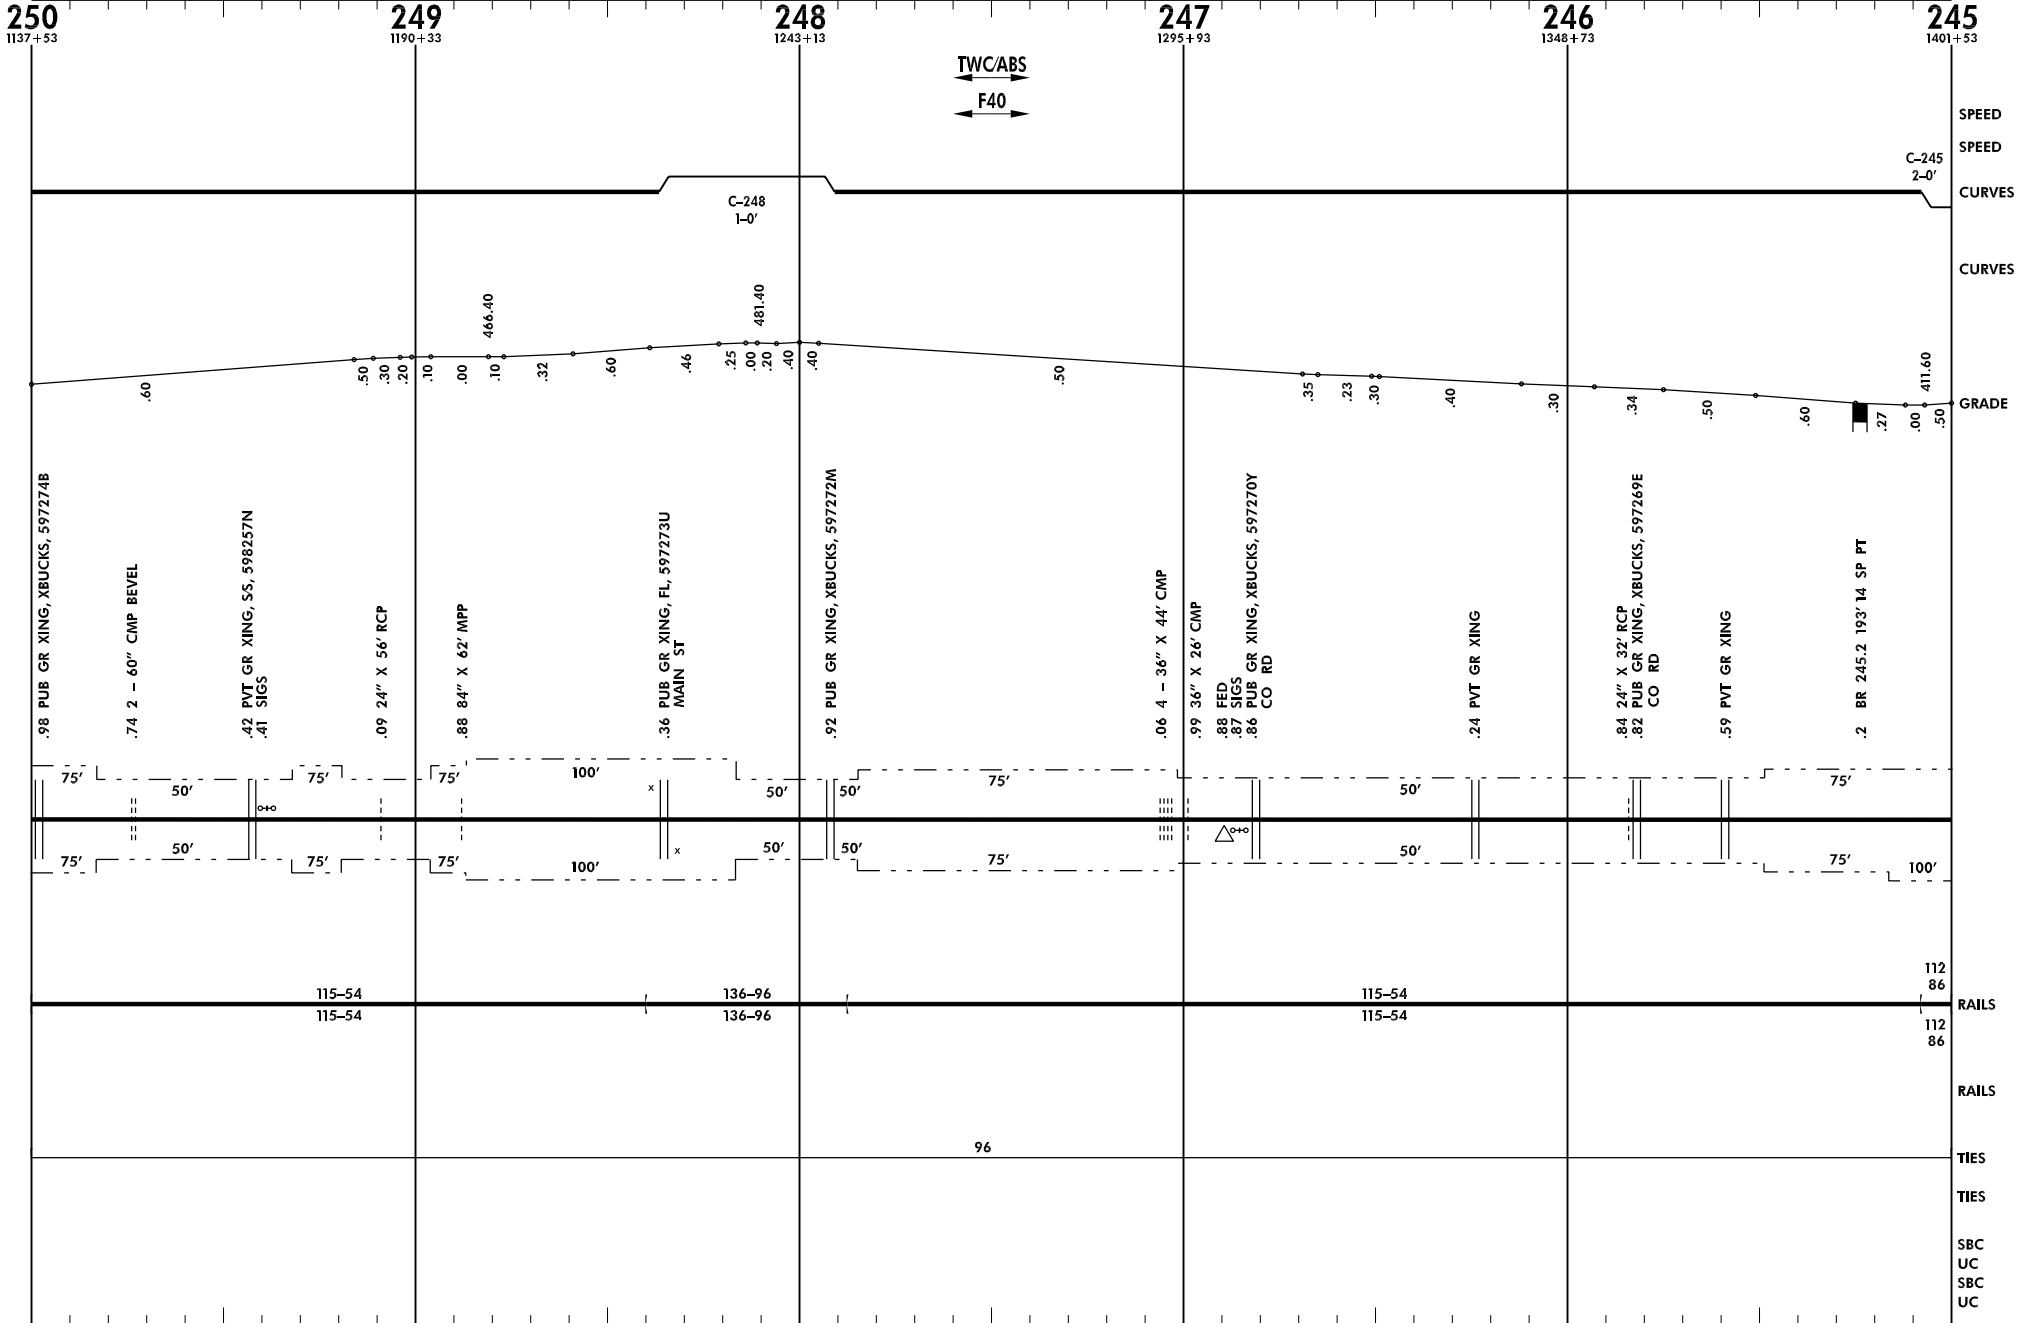 250 249 248 247 246 245
1137+53 1190+33 1243+13 1295+93 1348+73 1401+53
TWC/ABS
F40
SPEED
SPEED
C-245
2-0'
CURVES
C-248
1-0'
CURVES
466.40 481.40 411.60
.60 .50 .30 .20 .10 .00 .10 .32 .60 .46 .25 .00 .20 .40 .40 .50 .35 .23 .30 .40 .30 .34 .50 .60 .27 .00 .50
GRADE
.98 PUB GR XING, XBUCKS, 597274B
.74 2 - 60" CMP BEVEL
.42 PVT GR XING, S/S, 598257N
.41 SIGS
.09 24" X 56' RCP
.88 84" X 62' MPP
.36 PUB GR XING, FL, 597273U
MAIN ST
.92 PUB GR XING, XBUCKS, 597272M
.06 4 - 36" X 44' CMP
.99 36" X 26' CMP
.88 FED
.87 SIGS
.86 PUB GR XING, XBUCKS, 597270Y
CO RD
.24 PVT GR XING
.84 24" X 32' RCP
.82 PUB GR XING, XBUCKS, 597269E
CO RD
.59 PVT GR XING
.2 BR 245.2 193' 14 SP PT
75' 50' 75' 75' 100' 50' 50' 75' 50' 75'
x
x
75' 50' 75' 75' 100' 50' 50' 75' 50' 75' 100'
112
86
115-54 136-96 115-54
RAILS
115-54 136-96 115-54
112
86
RAILS
96
TIES
TIES
SBC
UC
SBC
UC